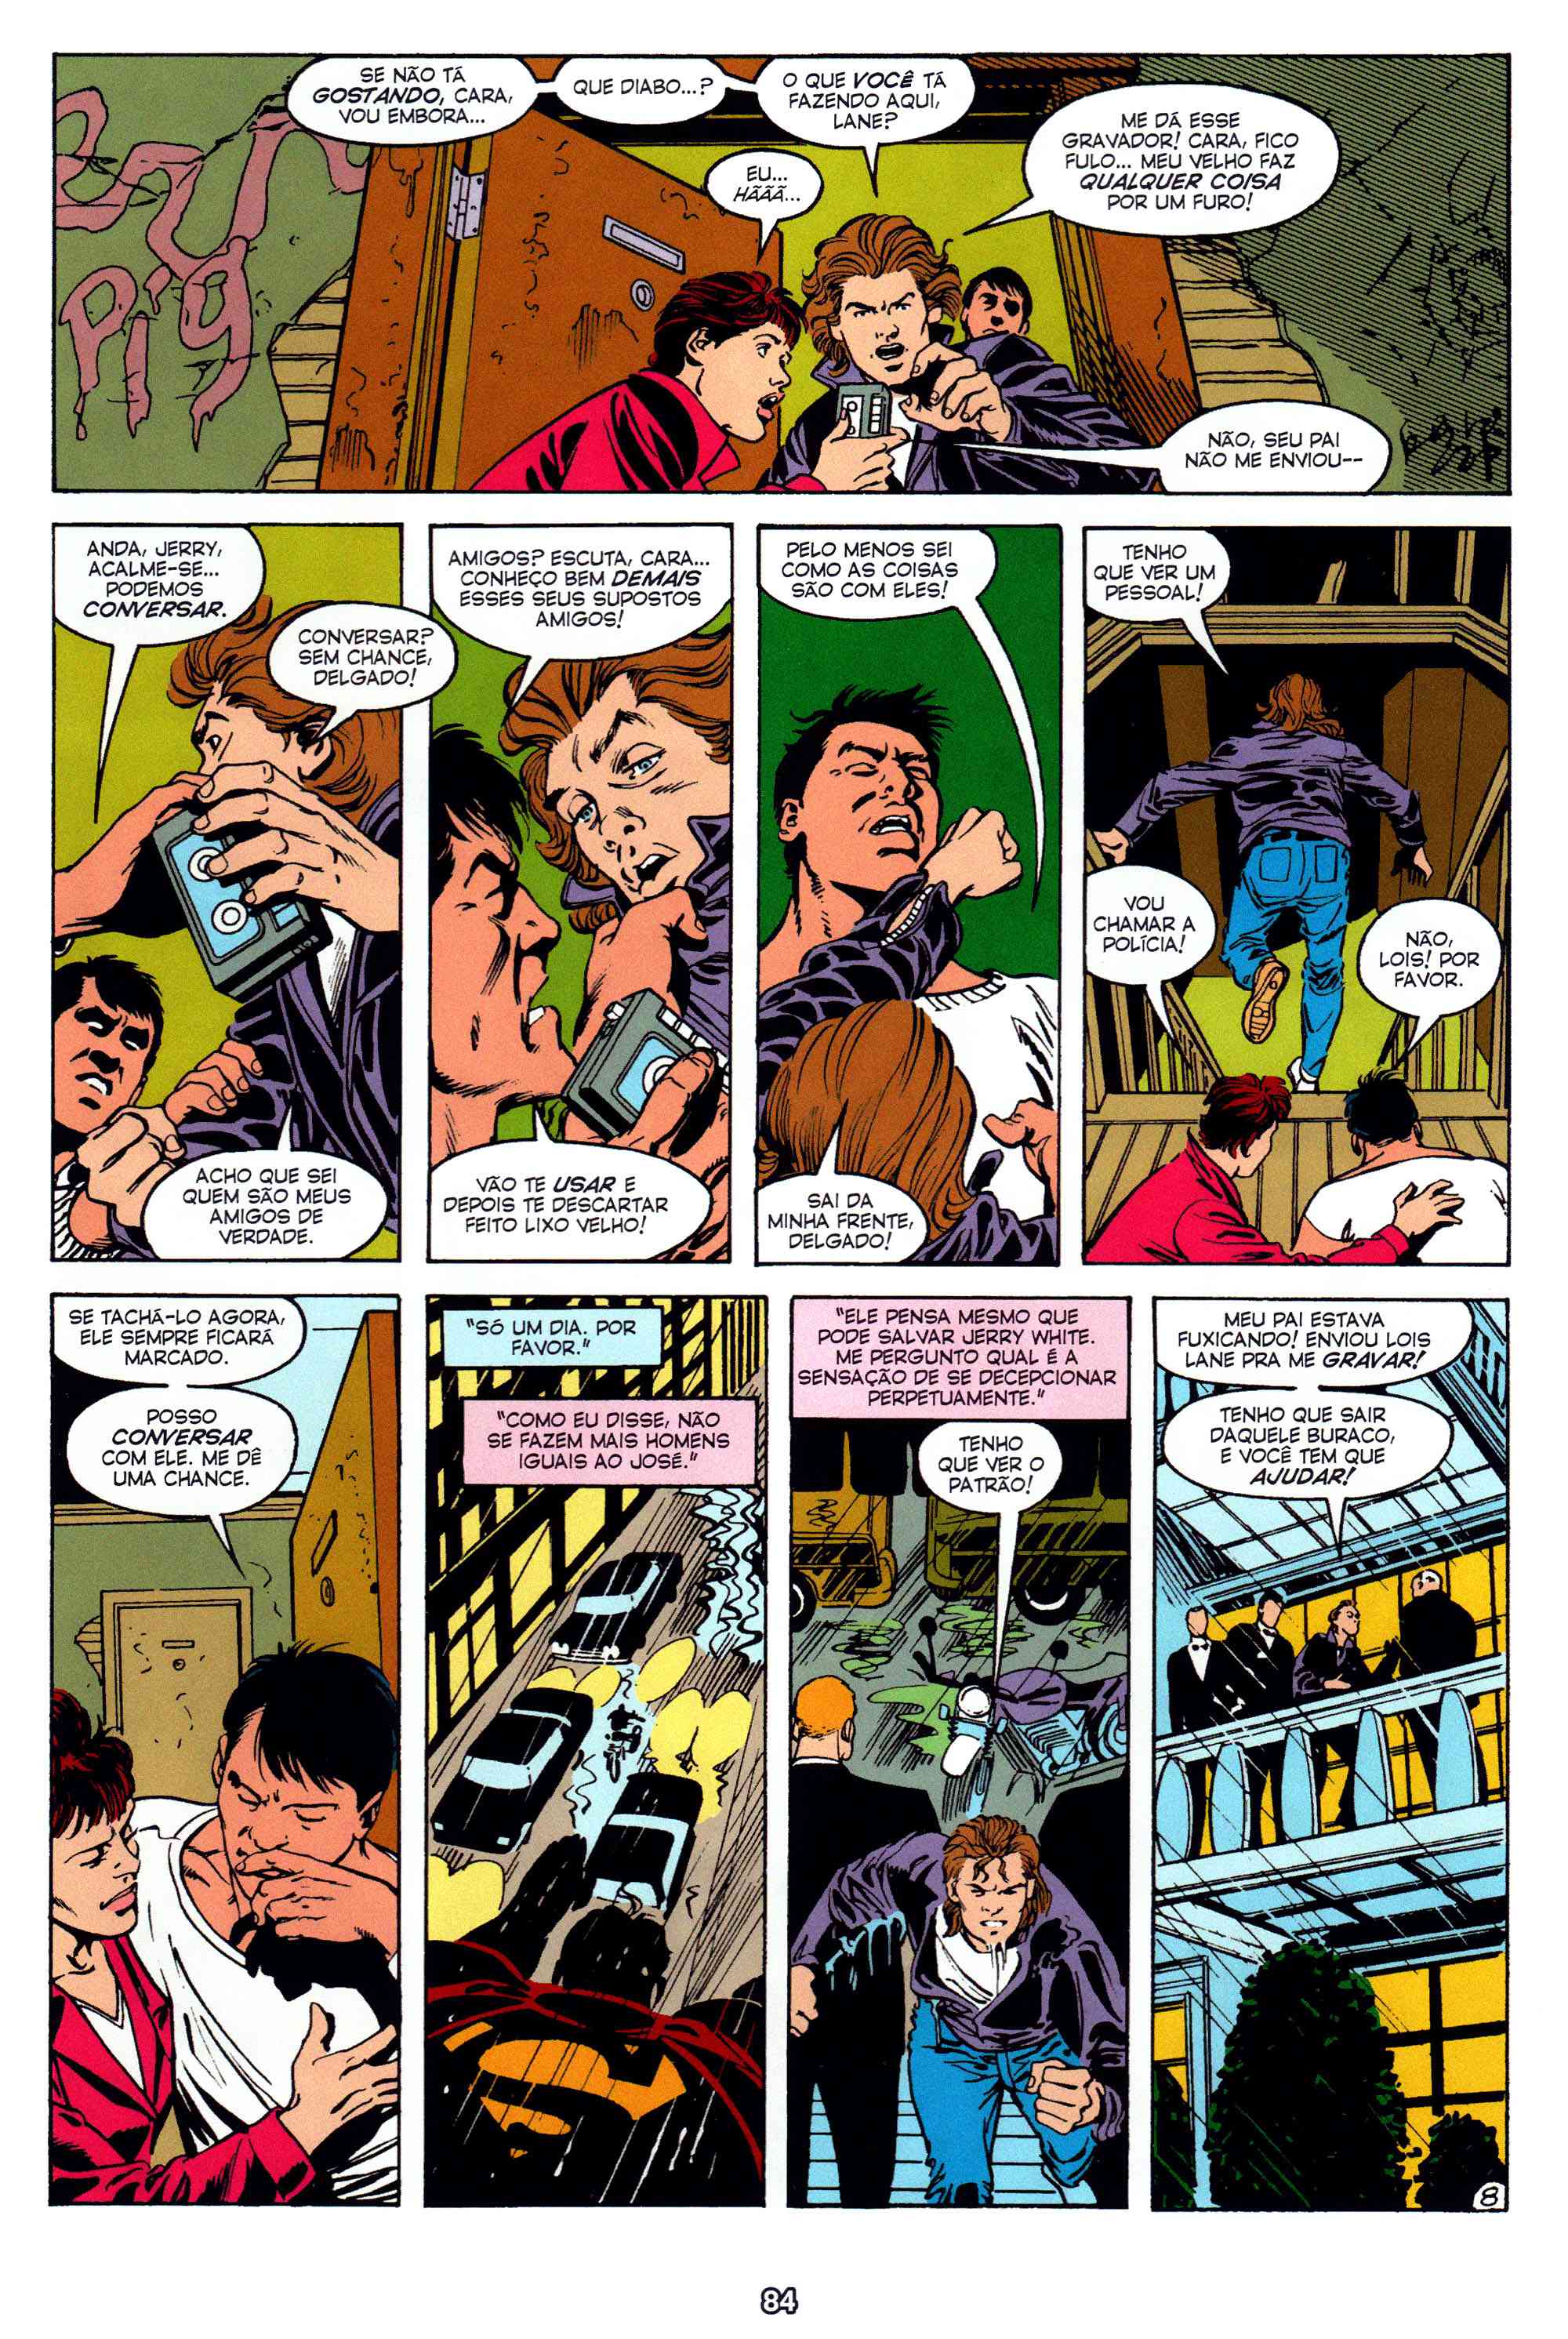 SE NÃO TÁ
GOSTANDO, CARA,
VOU EMBORA...
QUE DIABO...?
O QUE VOCÊ TÁ
FAZENDO AQUI,
LANE?
EU...
HÃÃÃ...
ME DÁ ESSE
GRAVADOR! CARA, FICO
FULO... MEU VELHO FAZ
QUALQUER COISA
POR UM FURO!
NÃO, SEU PAI
NÃO ME ENVIOU--
Pig
ANDA, JERRY,
ACALME-SE...
PODEMOS
CONVERSAR.
CONVERSAR?
SEM CHANCE,
DELGADO!
ACHO QUE SEI
QUEM SÃO MEUS
AMIGOS DE
VERDADE.
AMIGOS? ESCUTA, CARA...
CONHEÇO BEM DEMAIS
ESSES SEUS SUPOSTOS
AMIGOS!
VÃO TE USAR E
DEPOIS TE DESCARTAR
FEITO LIXO VELHO!
PELO MENOS SEI
COMO AS COISAS
SÃO COM ELES!
SAI DA
MINHA FRENTE,
DELGADO!
TENHO
QUE VER UM
PESSOAL!
VOU
CHAMAR A
POLÍCIA!
NÃO,
LOIS! POR
FAVOR.
SE TACHÁ-LO AGORA,
ELE SEMPRE FICARÁ
MARCADO.
POSSO
CONVERSAR
COM ELE. ME DÊ
UMA CHANCE.
"SÓ UM DIA. POR
FAVOR."
"COMO EU DISSE, NÃO
SE FAZEM MAIS HOMENS
IGUAIS AO JOSÉ."
"ELE PENSA MESMO QUE
PODE SALVAR JERRY WHITE.
ME PERGUNTO QUAL É A
SENSAÇÃO DE SE DECEPCIONAR
PERPETUAMENTE."
TENHO
QUE VER O
PATRÃO!
MEU PAI ESTAVA
FUXICANDO! ENVIOU LOIS
LANE PRA ME GRAVAR!
TENHO QUE SAIR
DAQUELE BURACO,
E VOCÊ TEM QUE
AJUDAR!
8
84